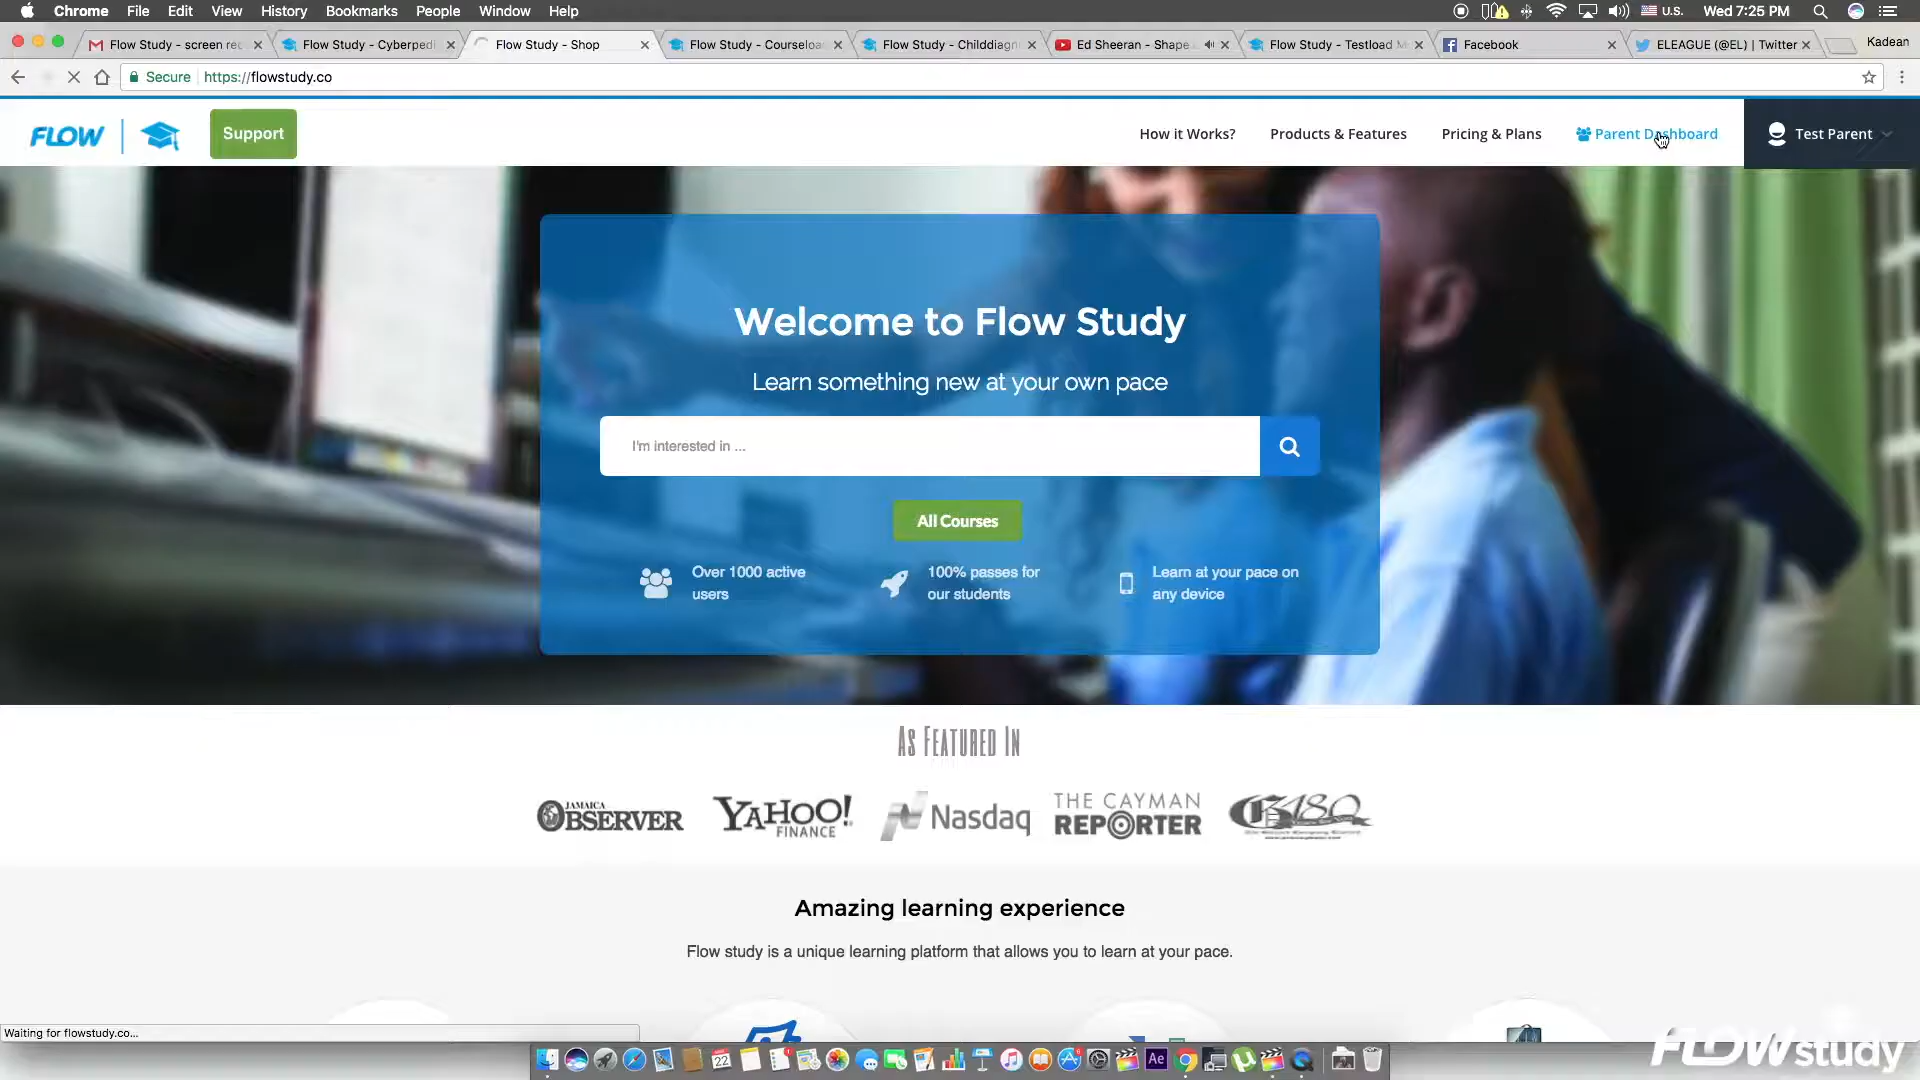 Chrome File Edit View History Bookmarks People Window Help U.S. Wed 7:25 PM
Flow Study - screen rec Flow Study - Cyberped Flow Study - Shop Flow Study - Courseloa Flow Study - Childdiagn Ed Sheeran - Shape Flow Study - Testload M Facebook ELEAGUE (@EL) | Twitter Kadean
Secure https://flowstudy.co
FLOW Support How it Works? Products & Features Pricing & Plans Parent Dashboard Test Parent
Welcome to Flow Study
Learn something new at your own pace
I'm interested in ...
All Courses
Over 1000 active
users
100% passes for
our students
Learn at your pace on
any device
As Featured In
JAMAICA
OBSERVER
YAHOO!
FINANCE
Nasdaq
THE CAYMAN
REPORTER
Amazing learning experience
Flow study is a unique learning platform that allows you to learn at your pace.
Waiting for flowstudy.co...
22
Ae
FLOW study